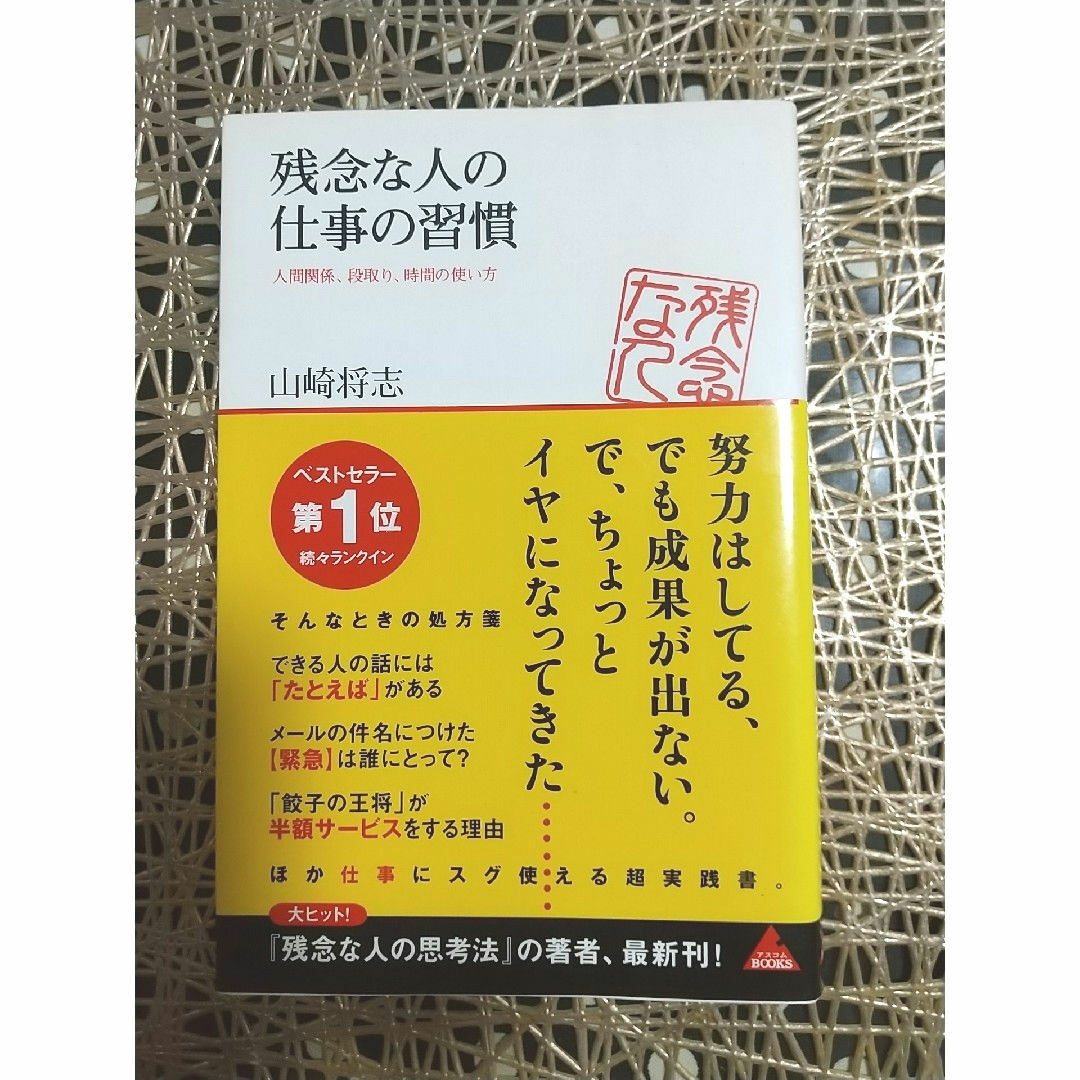 残念な人の
仕事の習慣
人間関係、段取り、時間の使い方
残念
な人
山崎将志
努力はしてる、
でも成果が出ない。
で、ちょっと
イヤになってきた……
ベストセラー
第1位
続々ランクイン
そんなときの処方箋
できる人の話には
「たとえば」がある
メールの件名につけた
【緊急】は誰にとって?
「餃子の王将」が
半額サービスをする理由
ほか仕事にスグ使える超実践書。
大ヒット!
『残念な人の思考法』の著者、最新刊!
アスコム
BOOKS